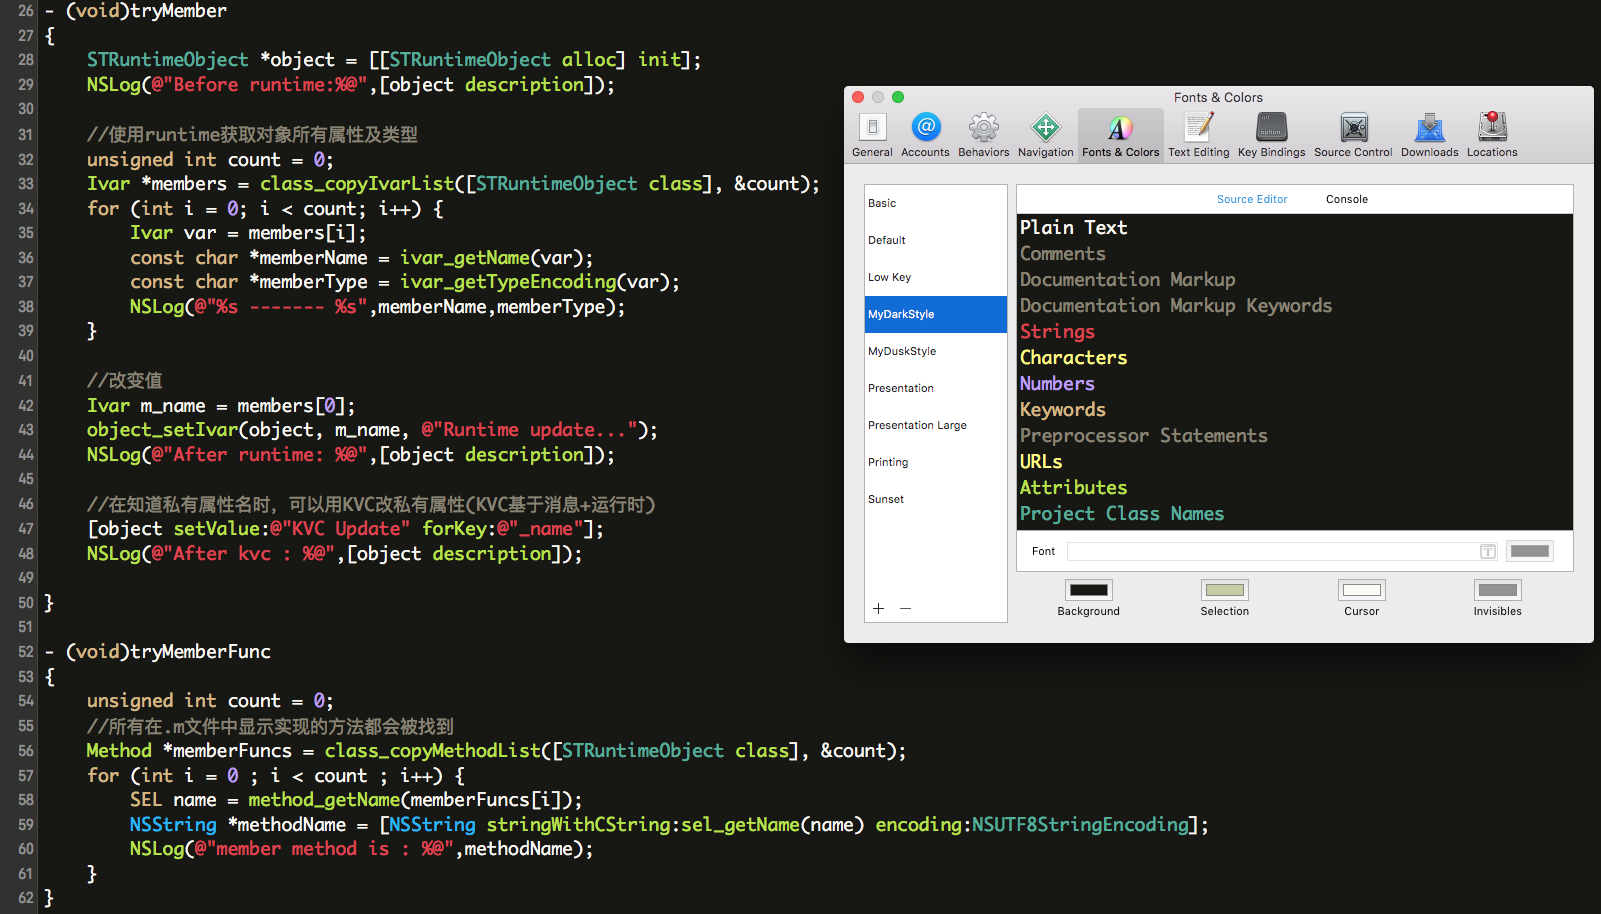 26 - (void)tryMember
27 {
28     STRuntimeObject *object = [[STRuntimeObject alloc] init];
29     NSLog(@"Before runtime:%@",[object description]);
30
31     //使用runtime获取对象所有属性及类型
32     unsigned int count = 0;
33     Ivar *members = class_copyIvarList([STRuntimeObject class], &count);
34     for (int i = 0; i < count; i++) {
35         Ivar var = members[i];
36         const char *memberName = ivar_getName(var);
37         const char *memberType = ivar_getTypeEncoding(var);
38         NSLog(@"%s ------- %s",memberName,memberType);
39     }
40
41     //改变值
42     Ivar m_name = members[0];
43     object_setIvar(object, m_name, @"Runtime update...");
44     NSLog(@"After runtime: %@",[object description]);
45
46     //在知道私有属性名时，可以用KVC改私有属性(KVC基于消息+运行时)
47     [object setValue:@"KVC Update" forKey:@"_name"];
48     NSLog(@"After kvc : %@",[object description]);
49
50 }
51
52 - (void)tryMemberFunc
53 {
54     unsigned int count = 0;
55     //所有在.m文件中显示实现的方法都会被找到
56     Method *memberFuncs = class_copyMethodList([STRuntimeObject class], &count);
57     for (int i = 0 ; i < count ; i++) {
58         SEL name = method_getName(memberFuncs[i]);
59         NSString *methodName = [NSString stringWithCString:sel_getName(name) encoding:NSUTF8StringEncoding];
60         NSLog(@"member method is : %@",methodName);
61     }
62 }
Fonts & Colors
General Accounts Behaviors Navigation Fonts & Colors Text Editing Key Bindings Source Control Downloads Locations
Basic
Default
Low Key
MyDarkStyle
MyDuskStyle
Presentation
Presentation Large
Printing
Sunset
+ −
Source Editor Console
Plain Text
Comments
Documentation Markup
Documentation Markup Keywords
Strings
Characters
Numbers
Keywords
Preprocessor Statements
URLs
Attributes
Project Class Names
Font T
Background Selection Cursor Invisibles